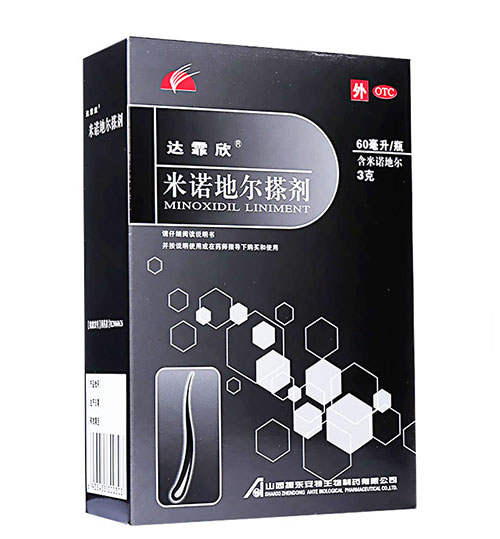 外 OTC
达霏欣®
60毫升/瓶
含米诺地尔
3克
米诺地尔搽剂
MINOXIDIL LINIMENT
请仔细阅读说明书
并按说明使用或在药师指导下购买和使用
山西振东安特生物制药有限公司
SHANXI ZHENDONG ANTE BIOLOGICAL PHARMACEUTICAL CO.,LTD.
达霏欣®
米诺地尔搽剂